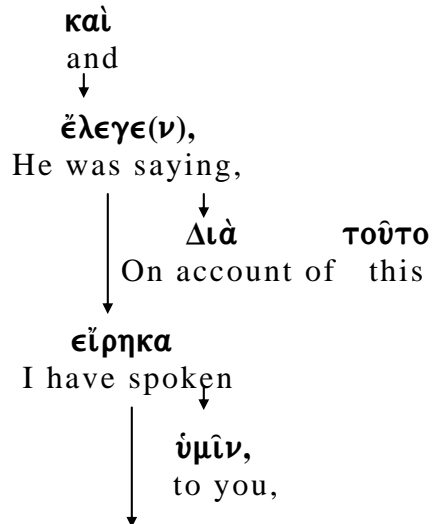 καὶ
and
ἔλεγε(ν),
He was saying,
Διὰ τοῦτο
On account of this
εἴρηκα
I have spoken
ὑμῖν,
to you,